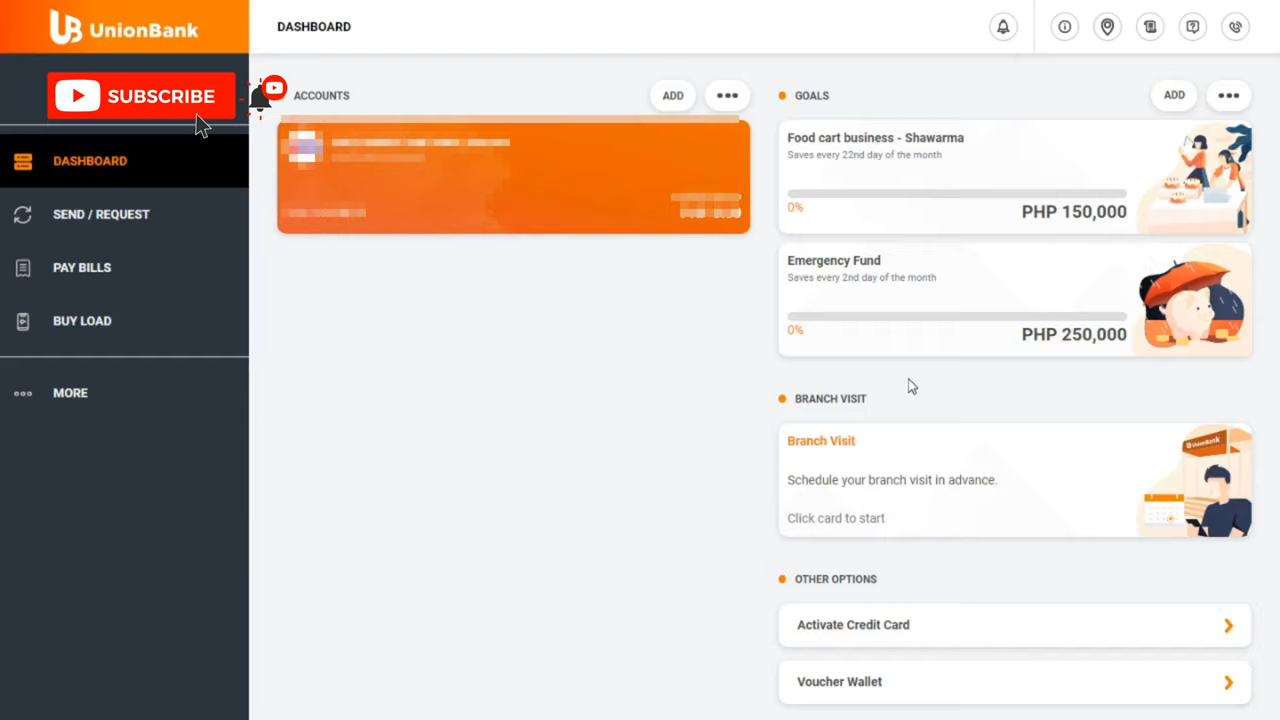 UB UnionBank
DASHBOARD
SUBSCRIBE
DASHBOARD
SEND / REQUEST
PAY BILLS
BUY LOAD
MORE
ACCOUNTS
ADD
GOALS
ADD
Food cart business - Shawarma
Saves every 22nd day of the month
0%
PHP 150,000
Emergency Fund
Saves every 2nd day of the month
0%
PHP 250,000
BRANCH VISIT
Branch Visit
Schedule your branch visit in advance.
Click card to start
UnionBank
OTHER OPTIONS
Activate Credit Card
Voucher Wallet